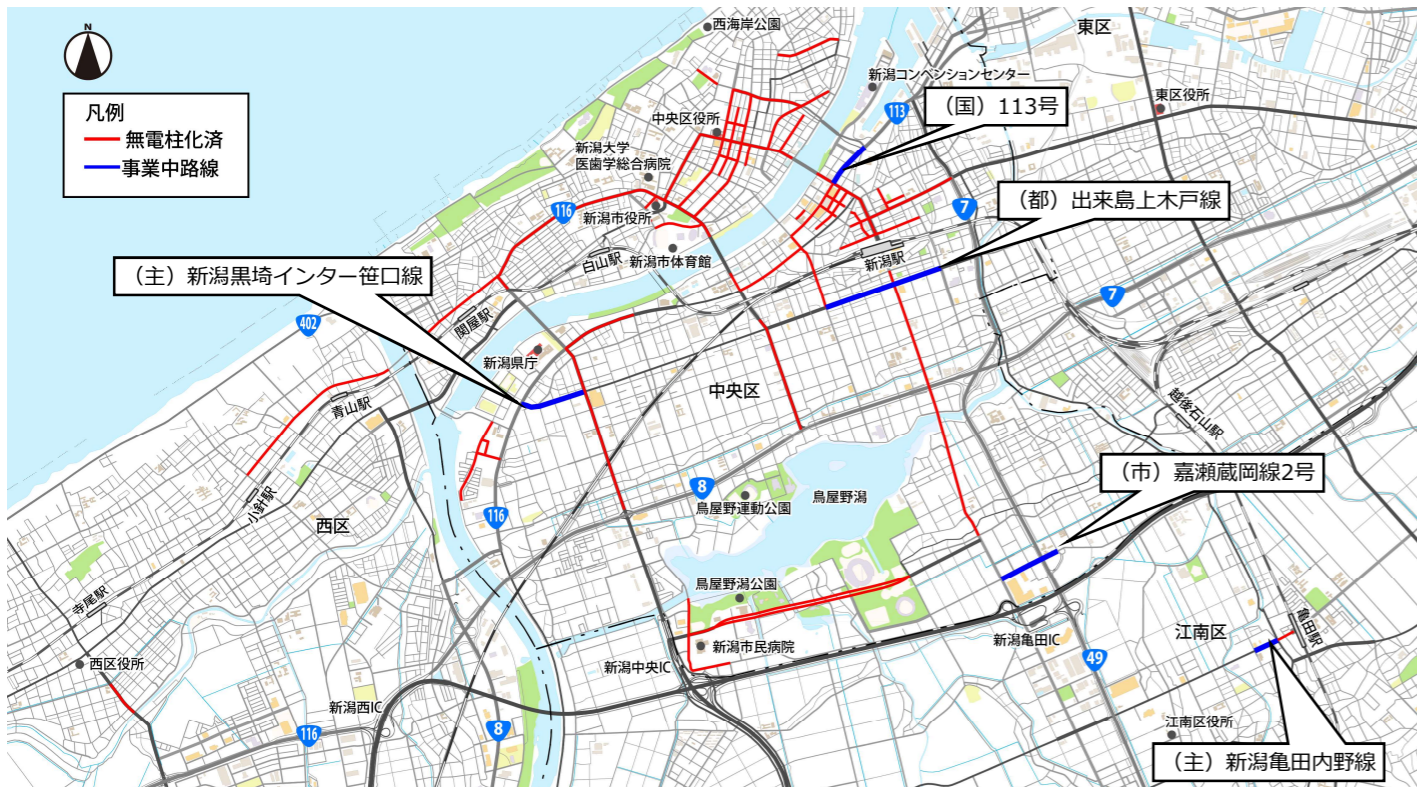 N
凡例
無電柱化済
事業中路線
西海岸公園
東区
新潟コンベンションセンター
東区役所
(国) 113号
113
中央区役所
新潟大学
医歯学総合病院
(都) 出来島上木戸線
116
新潟市役所
7
白山駅
新潟市体育館
新潟駅
(主) 新潟黒埼インター笹口線
7
402
関屋駅
新潟県庁
中央区
青山駅
越後石山駅
(市) 嘉瀬蔵岡線2号
8
鳥屋野運動公園
鳥屋野潟
小針駅
西区
116
鳥屋野潟公園
寺尾駅
新潟市民病院
新潟亀田IC
江南区
亀田駅
西区役所
新潟中央IC
49
新潟西IC
116
8
江南区役所
(主) 新潟亀田内野線